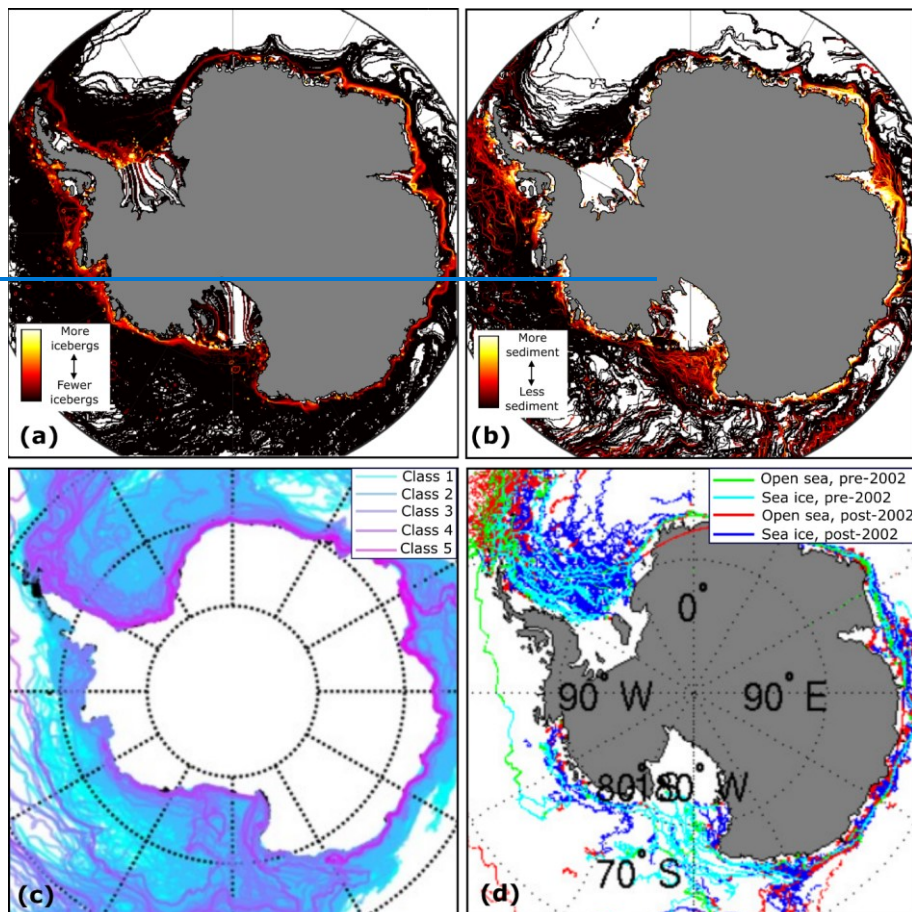 More
icebergs
Fewer
icebergs
(a)
More
sediment
Less
sediment
(b)
Class 1
Class 2
Class 3
Class 4
Class 5
(c)
Open sea, pre-2002
Sea ice, pre-2002
Open sea, post-2002
Sea ice, post-2002
0°
90° W
90° E
W
70° S
(d)